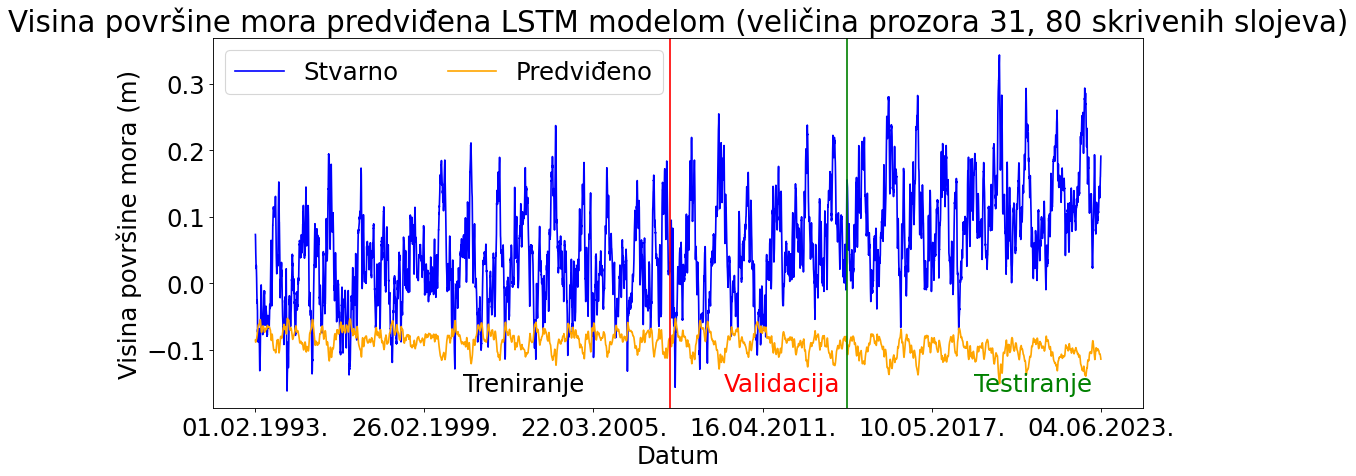 Visina površine mora predviđena LSTM modelom (veličina prozora 31, 80 skrivenih slojeva)
Stvarno
Predviđeno
Visina površine mora (m)
0.3
0.2
0.1
0.0
−0.1
Treniranje
Validacija
Testiranje
01.02.1993.
26.02.1999.
22.03.2005.
16.04.2011.
10.05.2017.
04.06.2023.
Datum